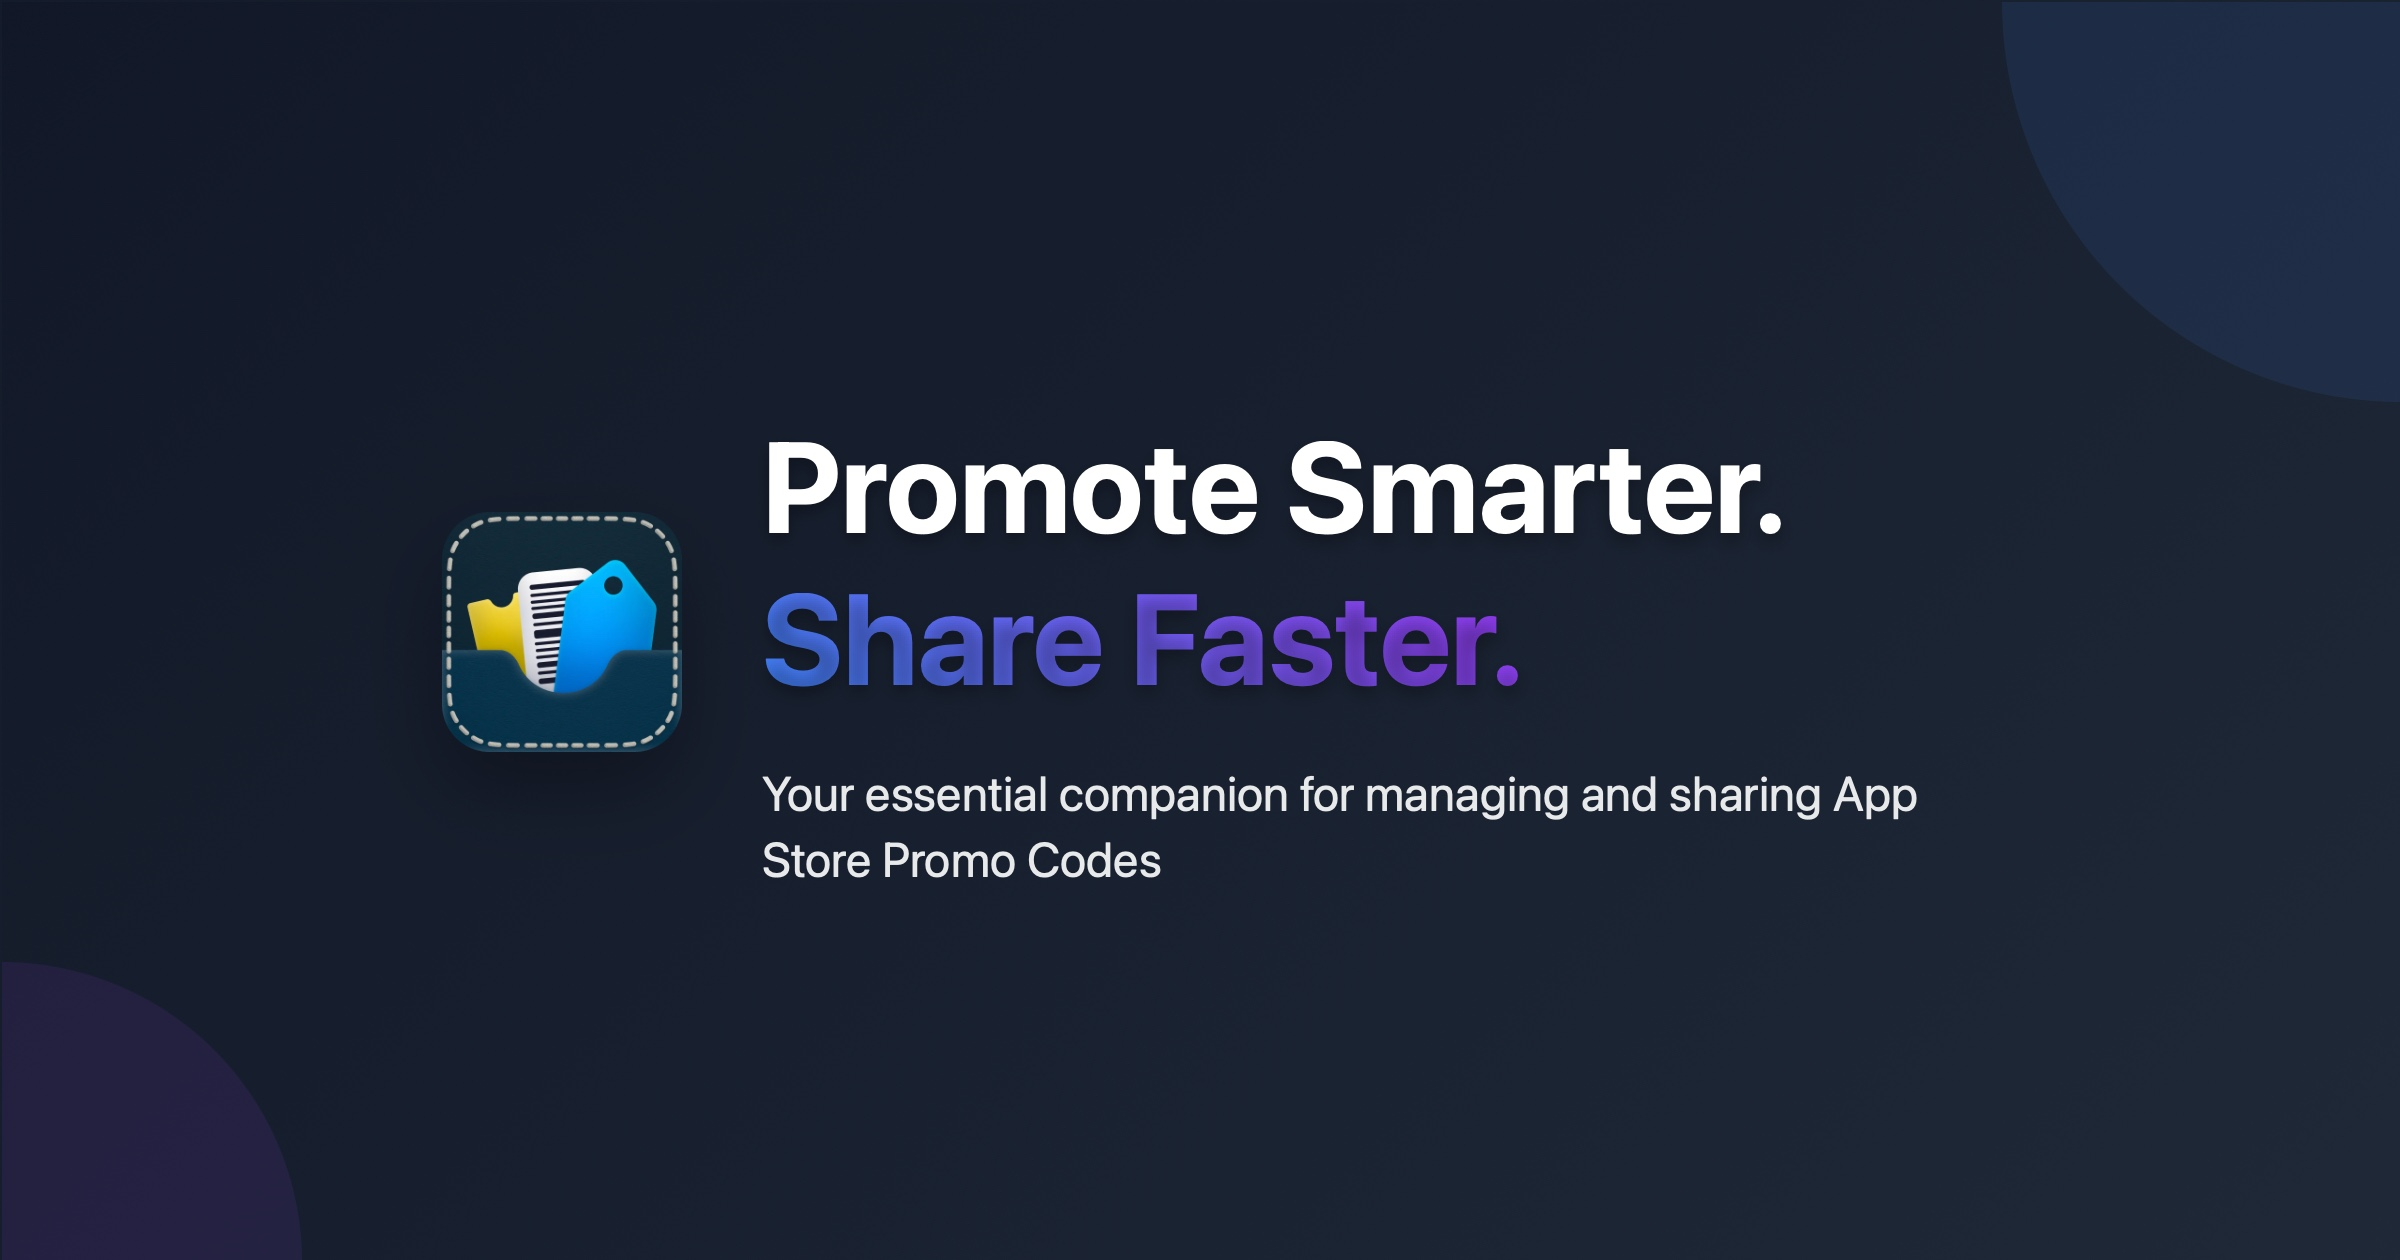 Promote Smarter.
Share Faster.
Your essential companion for managing and sharing App
Store Promo Codes